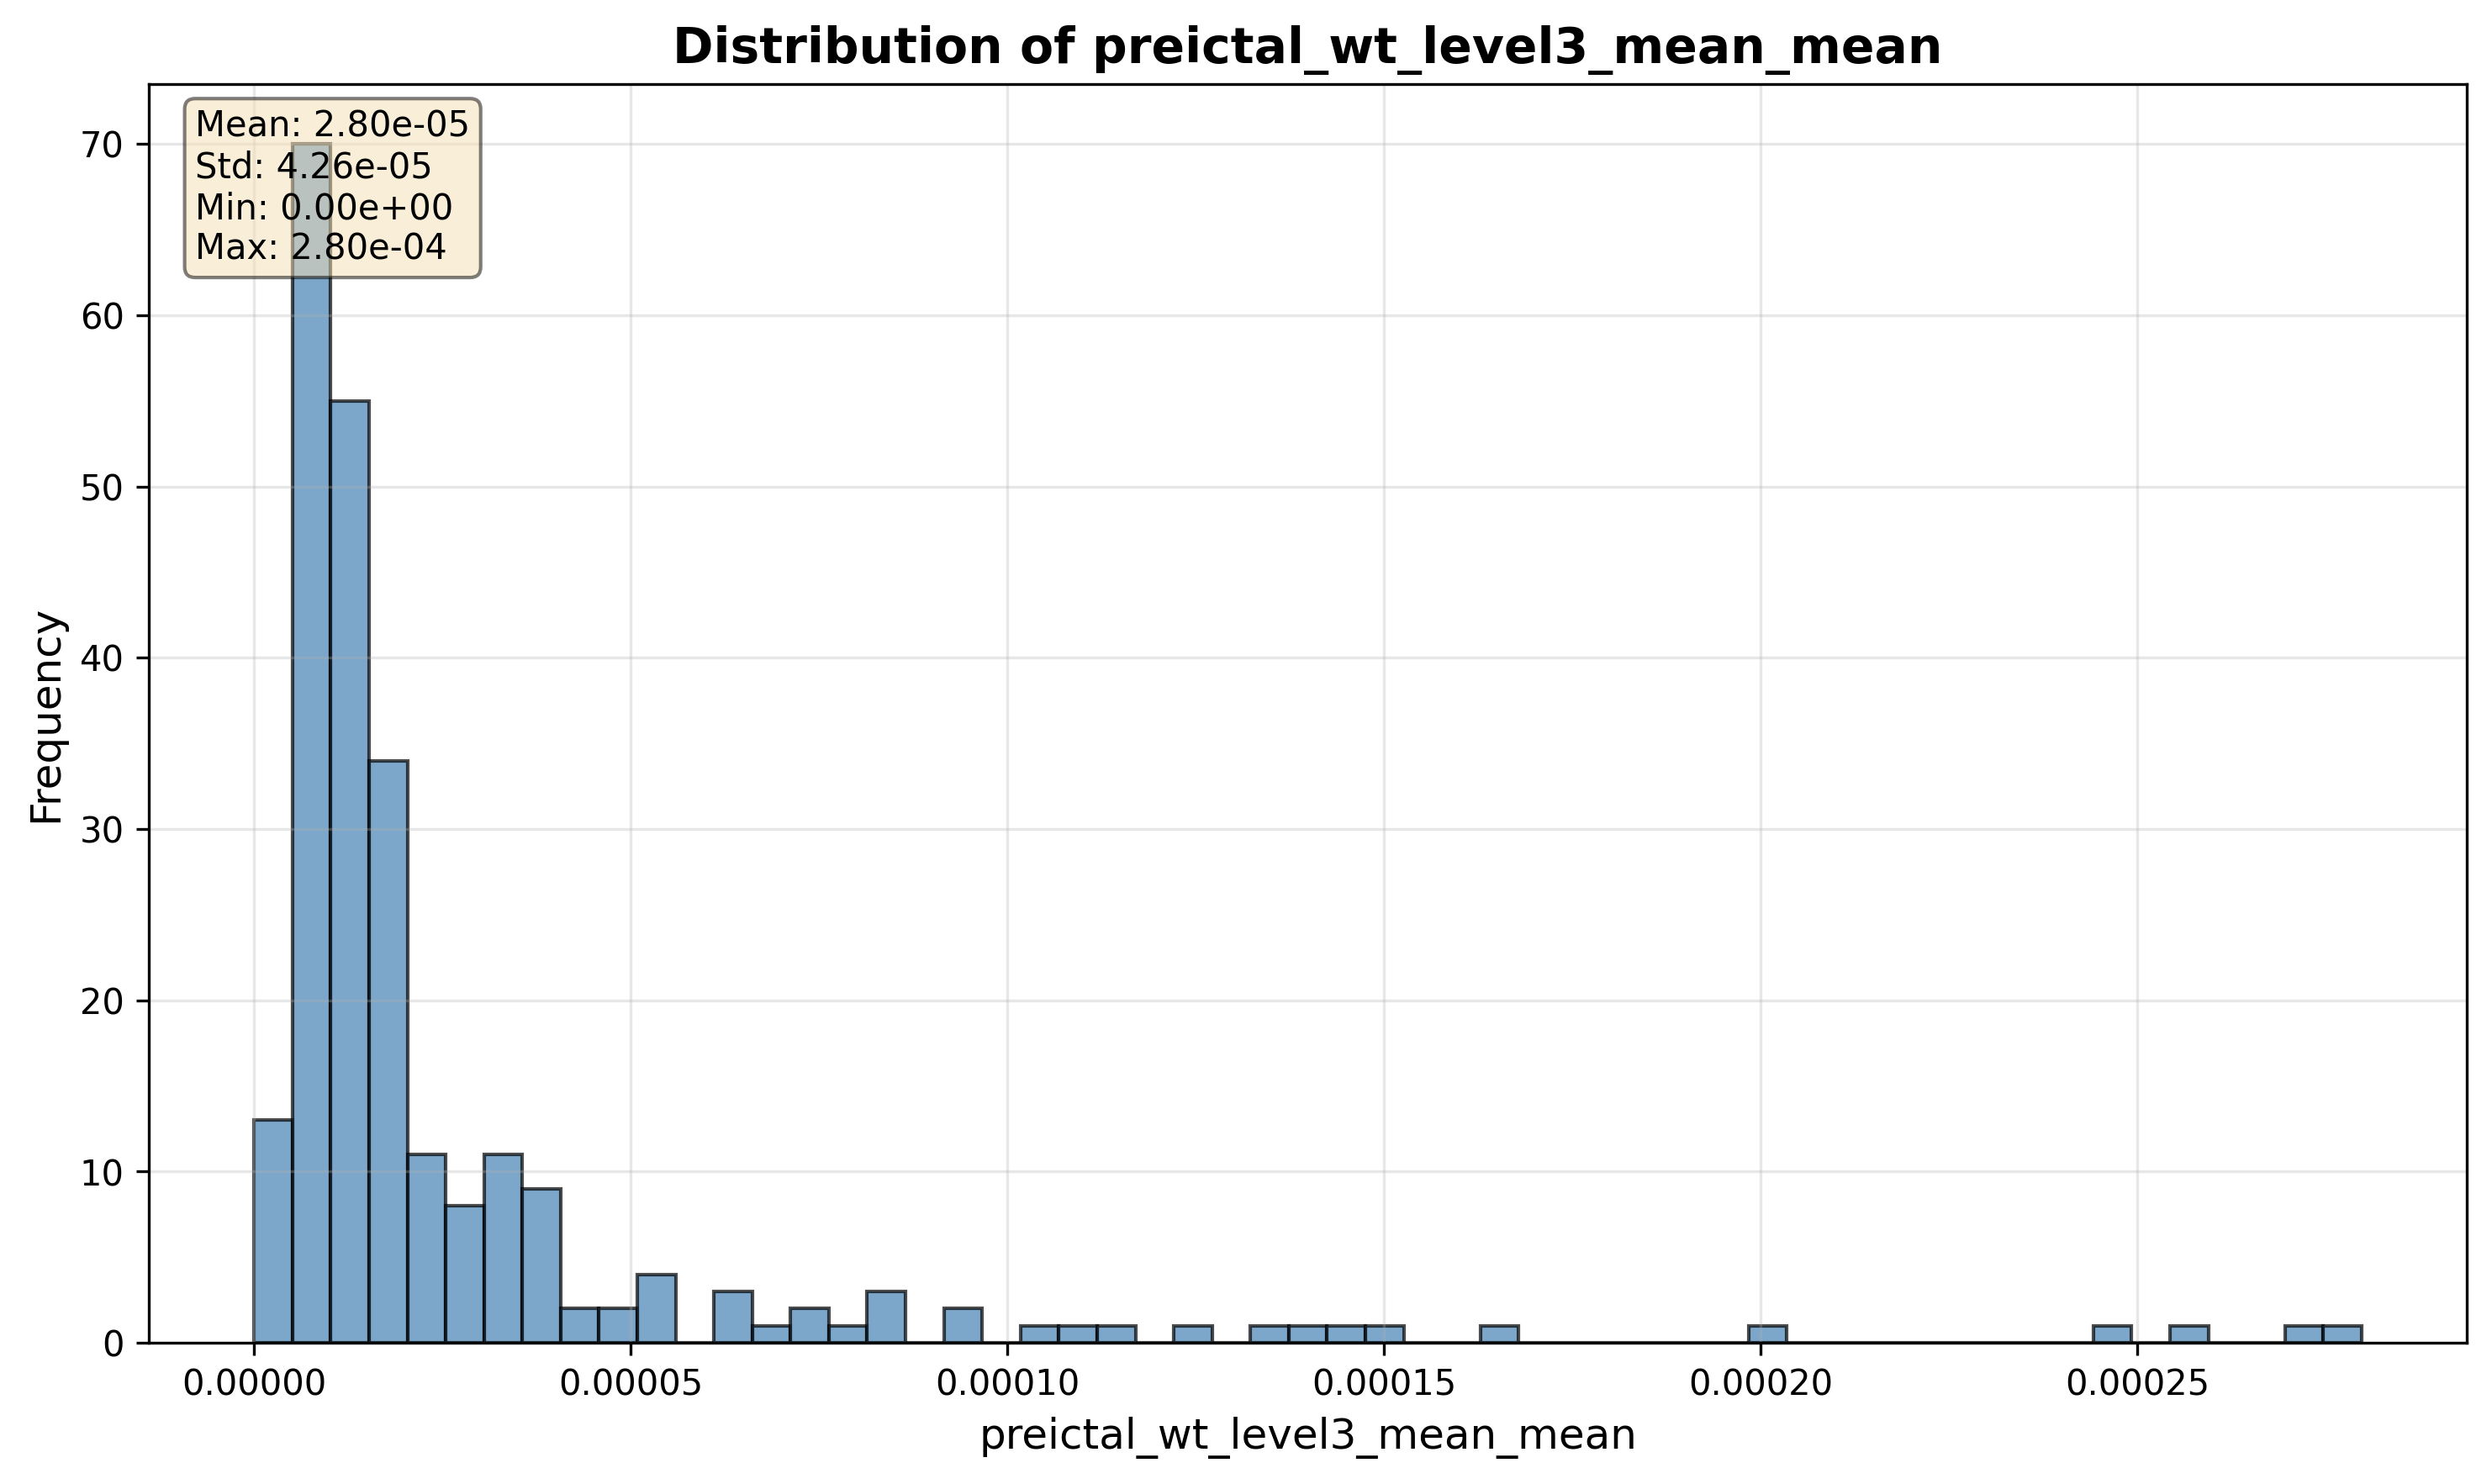 Distribution of preictal_wt_level3_mean_mean
Mean: 2.80e-05
Std: 4.26e-05
Min: 0.00e+00
Max: 2.80e-04
70
60
50
40
30
20
10
0
Frequency
0.00000 0.00005 0.00010 0.00015 0.00020 0.00025
preictal_wt_level3_mean_mean